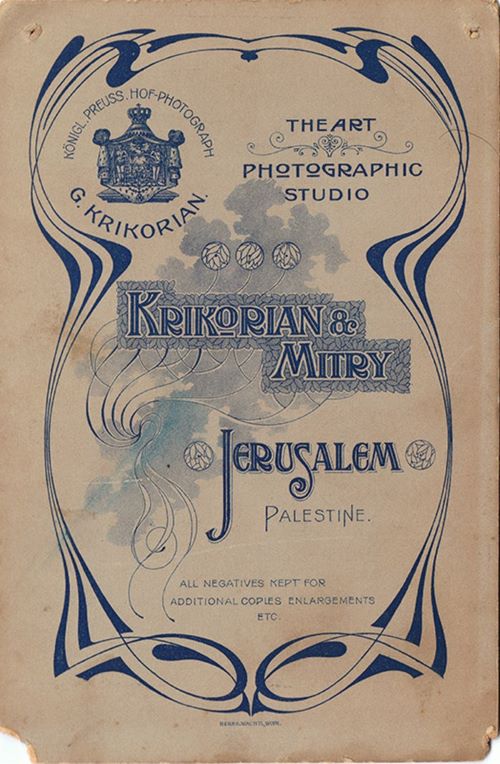 KÖNIGL. PREUSS. HOF-PHOTOGRAPH
G. KRIKORIAN.
THE ART
PHOTOGRAPHIC
STUDIO
KRIKORIAN &
MITRY
JERUSALEM
PALESTINE.
ALL NEGATIVES KEPT FOR
ADDITIONAL COPIES ENLARGEMENTS
ETC.